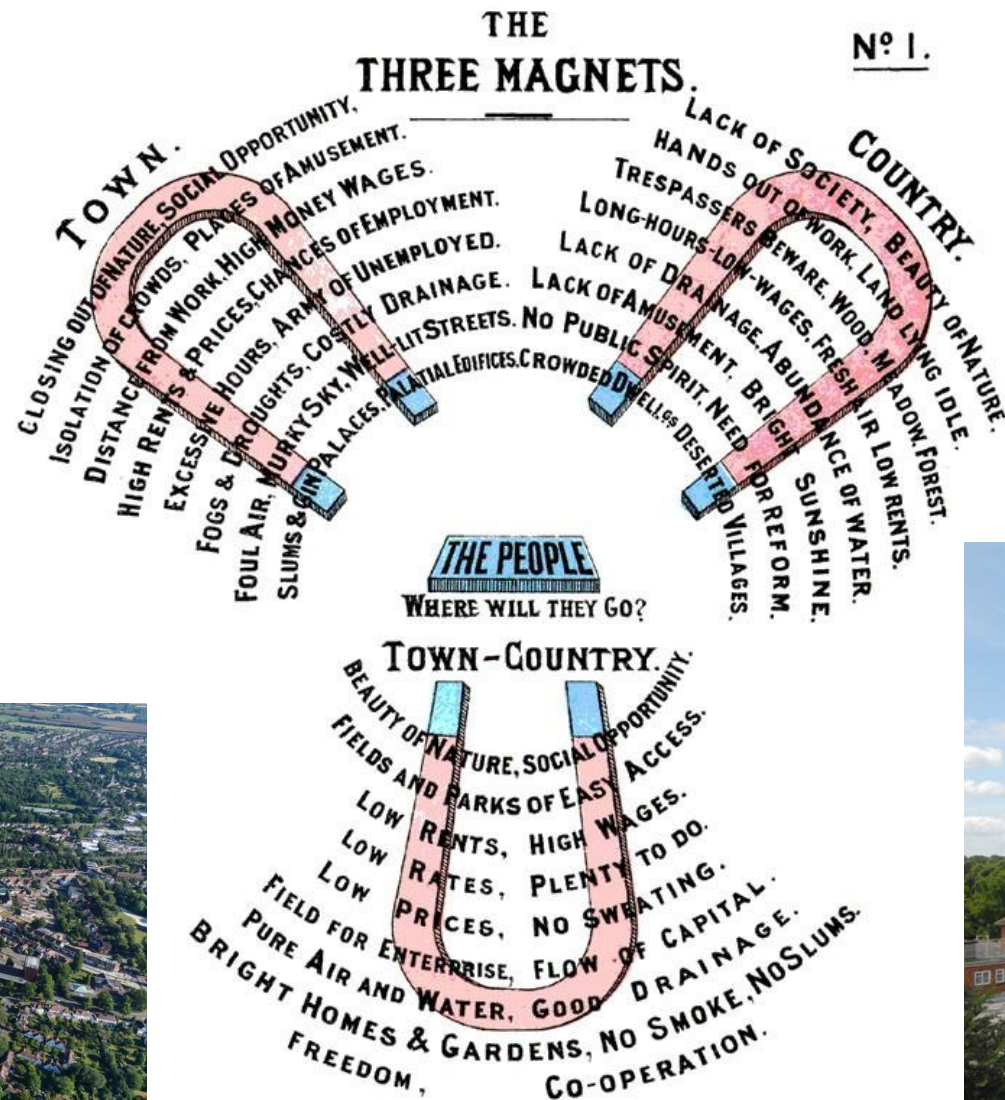 THE
THREE MAGNETS.
Nº 1.
TOWN.
CLOSING OUT OF NATURE. SOCIAL OPPORTUNITY.
ISOLATION OF CROWDS. PLACES OF AMUSEMENT.
DISTANCE FROM WORK. HIGH MONEY WAGES.
HIGH RENTS & PRICES. CHANCES OF EMPLOYMENT.
EXCESSIVE HOURS. ARMY OF UNEMPLOYED.
FOGS & DROUGHTS. COSTLY DRAINAGE.
FOUL AIR. MURKY SKY. WELL-LIT STREETS.
SLUMS & GIN PALACES. PALATIAL EDIFICES.
COUNTRY.
LACK OF SOCIETY. BEAUTY OF NATURE.
HANDS OUT OF WORK. LAND LYING IDLE.
TRESPASSERS BEWARE. WOOD, MEADOW, FOREST.
LONG-HOURS-LOW-WAGES. FRESH AIR LOW RENTS.
LACK OF DRAINAGE. ABUNDANCE OF WATER.
LACK OF AMUSEMENT. BRIGHT SUNSHINE.
NO PUBLIC SPIRIT. NEED FOR REFORM.
CROWDED DWELLGS DESERTED VILLAGES.
THE PEOPLE
WHERE WILL THEY GO?
TOWN-COUNTRY.
BEAUTY OF NATURE, SOCIAL OPPORTUNITY.
FIELDS AND PARKS OF EASY ACCESS.
LOW RENTS, HIGH WAGES.
LOW RATES, PLENTY TO DO.
LOW PRICES, NO SWEATING.
FIELD FOR ENTERPRISE, FLOW OF CAPITAL.
PURE AIR AND WATER, GOOD DRAINAGE.
BRIGHT HOMES & GARDENS, NO SMOKE, NO SLUMS.
FREEDOM, CO-OPERATION.